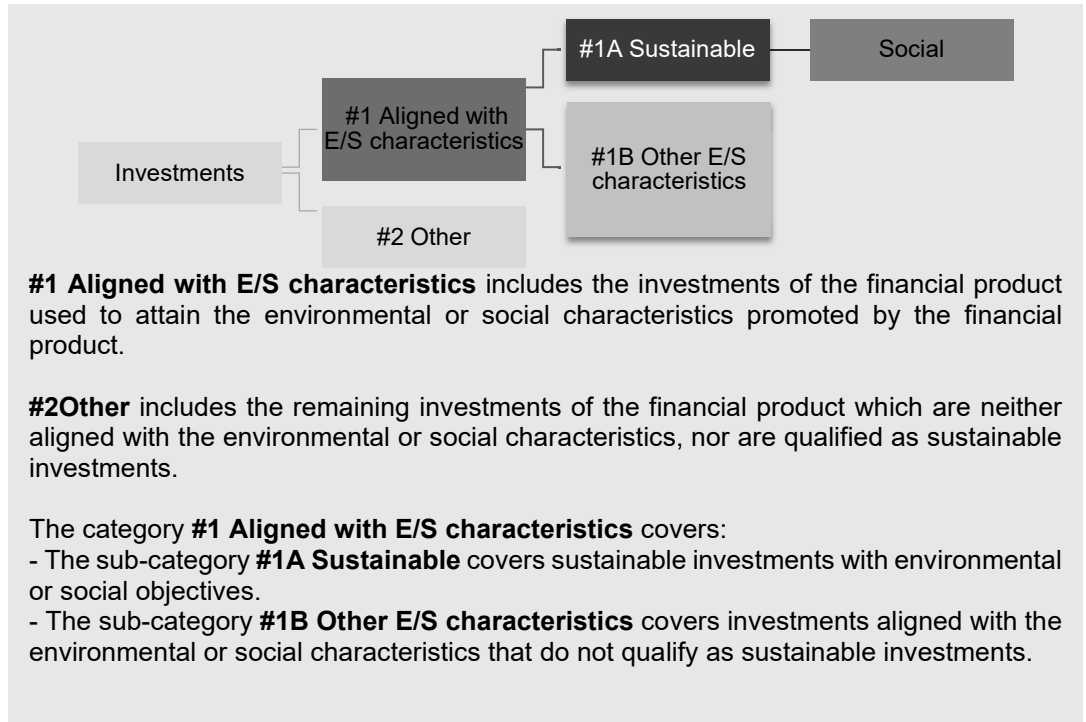 #1A Sustainable
Social
#1 Aligned with
E/S characteristics
#1B Other E/S
characteristics
Investments
#2 Other
#1 Aligned with E/S characteristics includes the investments of the financial product
used to attain the environmental or social characteristics promoted by the financial
product.
#2Other includes the remaining investments of the financial product which are neither
aligned with the environmental or social characteristics, nor are qualified as sustainable
investments.
The category #1 Aligned with E/S characteristics covers:
- The sub-category #1A Sustainable covers sustainable investments with environmental
or social objectives.
- The sub-category #1B Other E/S characteristics covers investments aligned with the
environmental or social characteristics that do not qualify as sustainable investments.